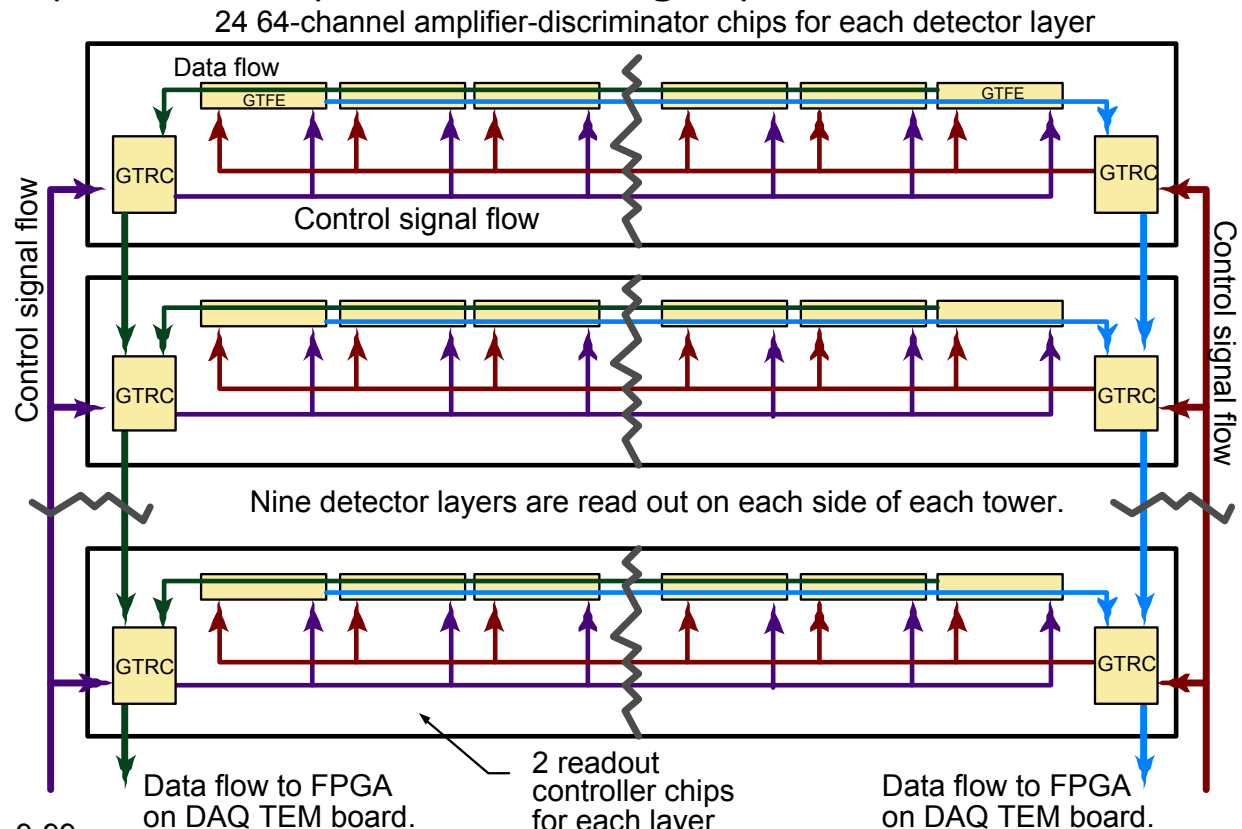 24 64-channel amplifier-discriminator chips for each detector layer
Data flow
GTFE
GTFE
GTRC
GTRC
Control signal flow
Control signal flow
Control signal flow
GTRC
GTRC
Nine detector layers are read out on each side of each tower.
GTRC
GTRC
2 readout
controller chips
for each layer
Data flow to FPGA
on DAQ TEM board.
Data flow to FPGA
on DAQ TEM board.